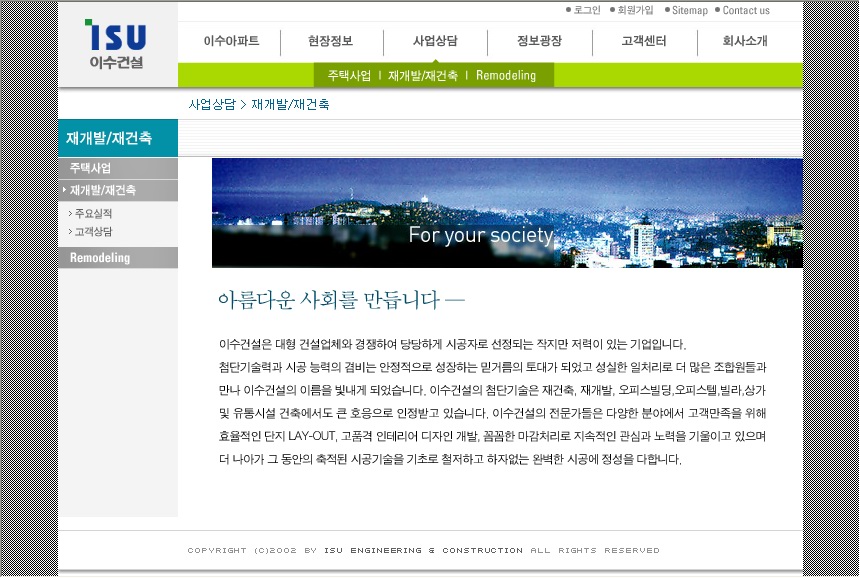 로그인 회원가입 Sitemap Contact us
ISU
이수건설
이수아파트 현장정보 사업상담 정보광장 고객센터 회사소개
주택사업 | 재개발/재건축 | Remodeling
사업상담 > 재개발/재건축
재개발/재건축
주택사업
재개발/재건축
주요실적
고객상담
Remodeling
For your society.
아름다운 사회를 만듭니다 —
이수건설은 대형 건설업체와 경쟁하여 당당하게 시공자로 선정되는 작지만 저력이 있는 기업입니다.
첨단기술력과 시공 능력의 겸비는 안정적으로 성장하는 밑거름의 토대가 되었고 성실한 일처리로 더 많은 조합원들과
만나 이수건설의 이름을 빛내게 되었습니다. 이수건설의 첨단기술은 재건축, 재개발, 오피스빌딩,오피스텔,빌라,상가
및 유통시설 건축에서도 큰 호응으로 인정받고 있습니다. 이수건설의 전문가들은 다양한 분야에서 고객만족을 위해
효율적인 단지 LAY-OUT, 고품격 인테리어 디자인 개발, 꼼꼼한 마감처리로 지속적인 관심과 노력을 기울이고 있으며
더 나아가 그 동안의 축적된 시공기술을 기초로 철저하고 하자없는 완벽한 시공에 정성을 다합니다.
COPYRIGHT (C)2002 BY ISU ENGINEERING & CONSTRUCTION ALL RIGHTS RESERVED